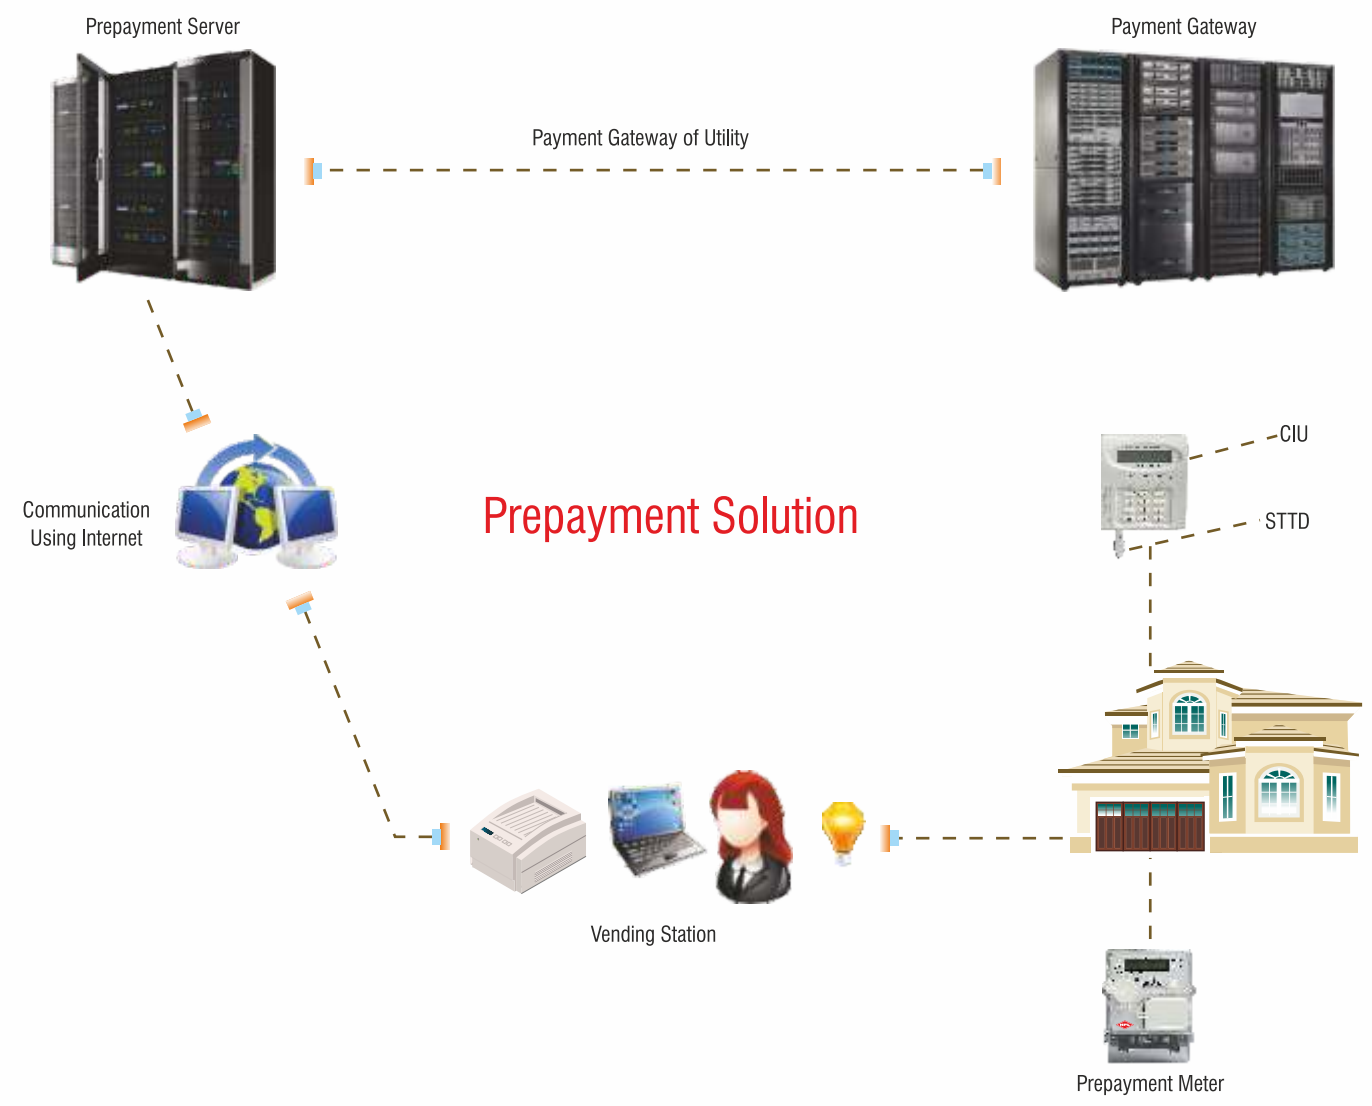 Prepayment Server
Payment Gateway
Payment Gateway of Utility
CIU
Communication
Using Internet
Prepayment Solution
STTD
Vending Station
Prepayment Meter